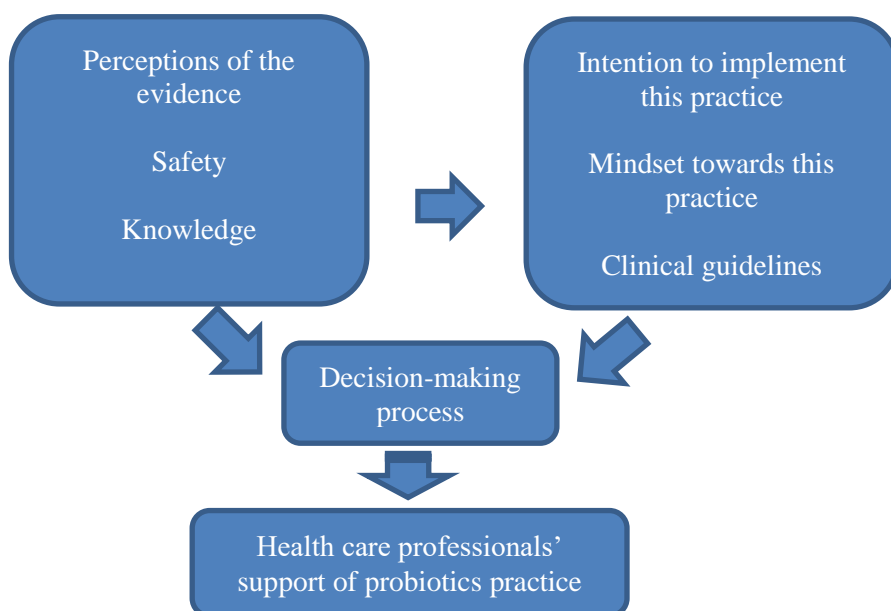 Perceptions of the
evidence
Safety
Knowledge
Intention to implement
this practice
Mindset towards this
practice
Clinical guidelines
Decision-making
process
Health care professionals’
support of probiotics practice